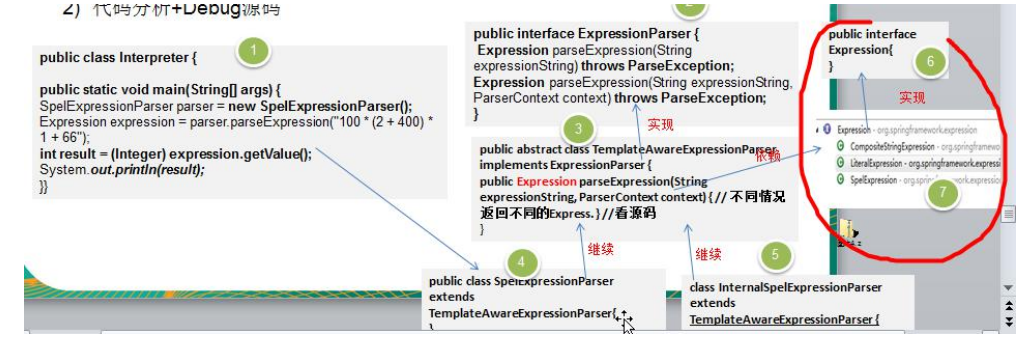 2) 代码分析+Debug源码
1
public class Interpreter {
public static void main(String[] args) {
SpelExpressionParser parser = new SpelExpressionParser();
Expression expression = parser.parseExpression("100 * (2 + 400) *
1 + 66");
int result = (Integer) expression.getValue();
System.out.println(result);
}}
2
public interface ExpressionParser {
Expression parseExpression(String
expressionString) throws ParseException;
Expression parseExpression(String expressionString,
ParserContext context) throws ParseException;
}
3
实现
public abstract class TemplateAwareExpressionParser
implements ExpressionParser {
public Expression parseExpression(String
expressionString, ParserContext context) { // 不同情况
返回不同的Express. } //看源码
}
依赖
继续
继续
4
public class SpelExpressionParser
extends
TemplateAwareExpressionParser{
}
5
class InternalSpelExpressionParser
extends
TemplateAwareExpressionParser {
public interface
Expression{
}
6
实现
Expression - org.springframework.expression
CompositeStringExpression - org.springframewo
LiteralExpression - org.springframework.expressi
SpelExpression - org.springframework.expression
7